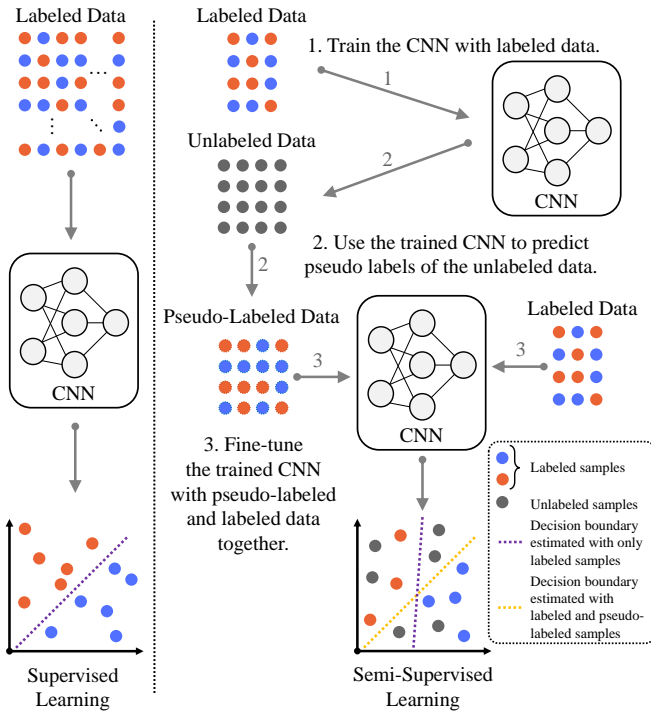 Labeled Data
...
...
...
CNN
Supervised
Learning
Labeled Data
1. Train the CNN with labeled data.
1
CNN
Unlabeled Data
2
2. Use the trained CNN to predict
pseudo labels of the unlabeled data.
2
Pseudo-Labeled Data
3
CNN
Labeled Data
3
3. Fine-tune
the trained CNN
with pseudo-labeled
and labeled data
together.
Labeled samples
Unlabeled samples
Decision boundary
estimated with only
labeled samples
Decision boundary
estimated with
labeled and pseudo-
labeled samples
Semi-Supervised
Learning